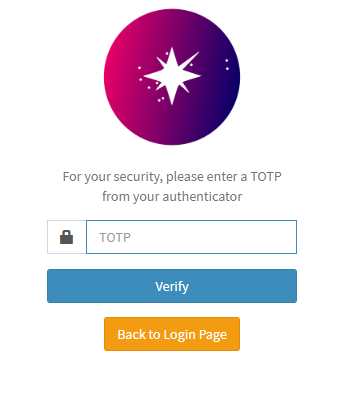 For your security, please enter a TOTP
from your authenticator
TOTP
Verify
Back to Login Page